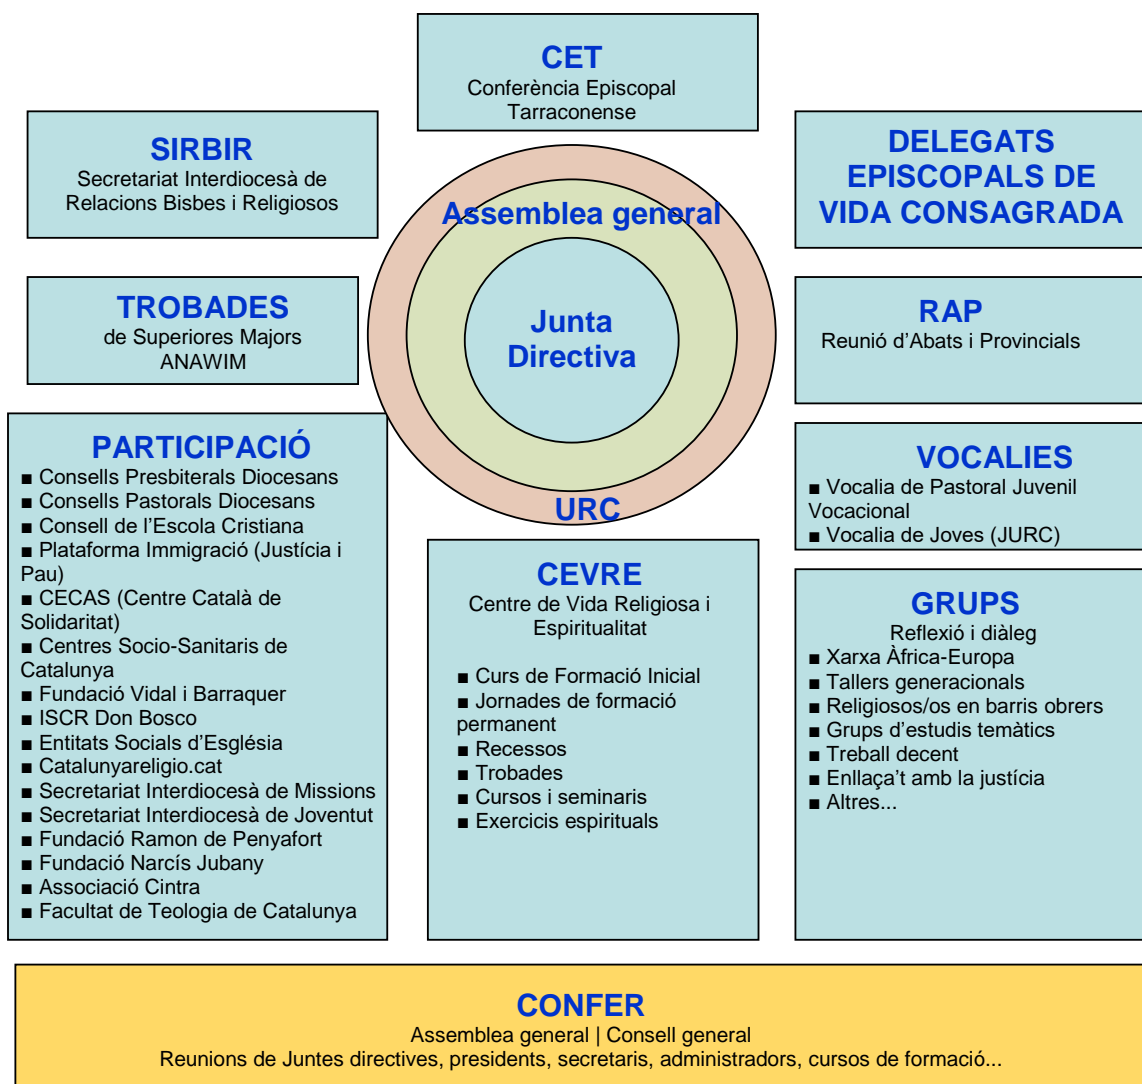 CET
Conferència Episcopal
Tarraconense
SIRBIR
Secretariat Interdiocesà de
Relacions Bisbes i Religiosos
DELEGATS
EPISCOPALS DE
VIDA CONSAGRADA
Assemblea general
Junta
Directiva
URC
TROBADES
de Superiores Majors
ANAWIM
RAP
Reunió d’Abats i Provincials
PARTICIPACIÓ
■ Consells Presbiterals Diocesans
■ Consells Pastorals Diocesans
■ Consell de l’Escola Cristiana
■ Plataforma Immigració (Justícia i
Pau)
■ CECAS (Centre Català de
Solidaritat)
■ Centres Socio-Sanitaris de
Catalunya
■ Fundació Vidal i Barraquer
■ ISCR Don Bosco
■ Entitats Socials d’Església
■ Catalunyareligio.cat
■ Secretariat Interdiocesà de Missions
■ Secretariat Interdiocesà de Joventut
■ Fundació Ramon de Penyafort
■ Fundació Narcís Jubany
■ Associació Cintra
■ Facultat de Teologia de Catalunya
CEVRE
Centre de Vida Religiosa i
Espiritualitat
■ Curs de Formació Inicial
■ Jornades de formació
permanent
■ Recessos
■ Trobades
■ Cursos i seminaris
■ Exercicis espirituals
VOCALIES
■ Vocalia de Pastoral Juvenil
Vocacional
■ Vocalia de Joves (JURC)
GRUPS
Reflexió i diàleg
■ Xarxa Àfrica-Europa
■ Tallers generacionals
■ Religiosos/os en barris obrers
■ Grups d’estudis temàtics
■ Treball decent
■ Enllaça’t amb la justícia
■ Altres...
CONFER
Assemblea general | Consell general
Reunions de Juntes directives, presidents, secretaris, administradors, cursos de formació...